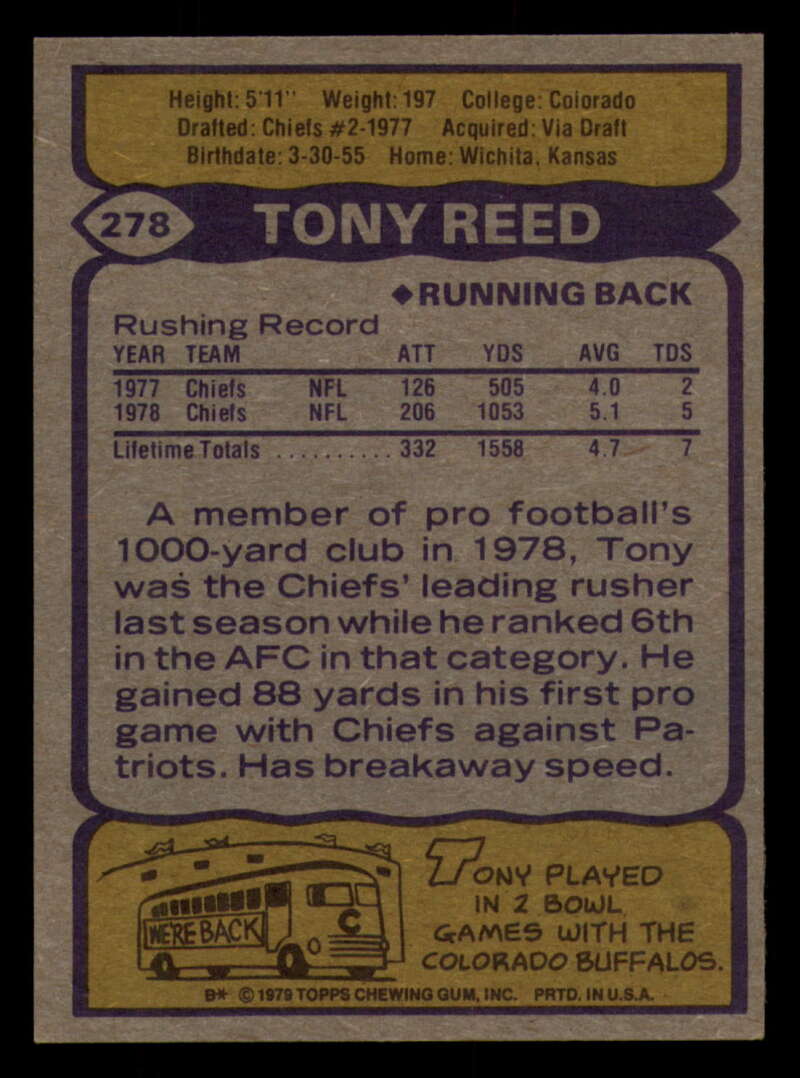 Height: 5'11" Weight: 197 College: Colorado
Drafted: Chiefs #2-1977 Acquired: Via Draft
Birthdate: 3-30-55 Home: Wichita, Kansas
278 TONY REED
♦RUNNING BACK
Rushing Record
YEAR TEAM ATT YDS AVG TDS
1977 Chiefs NFL 126 505 4.0 2
1978 Chiefs NFL 206 1053 5.1 5
Lifetime Totals .......... 332 1558 4.7 7
A member of pro football's
1000-yard club in 1978, Tony
was the Chiefs' leading rusher
last season while he ranked 6th
in the AFC in that category. He
gained 88 yards in his first pro
game with Chiefs against Pa-
triots. Has breakaway speed.
WE'RE BACK C
TONY PLAYED
IN 2 BOWL
GAMES WITH THE
COLORADO BUFFALOS.
B* © 1979 TOPPS CHEWING GUM, INC. PRTD. IN U.S.A.